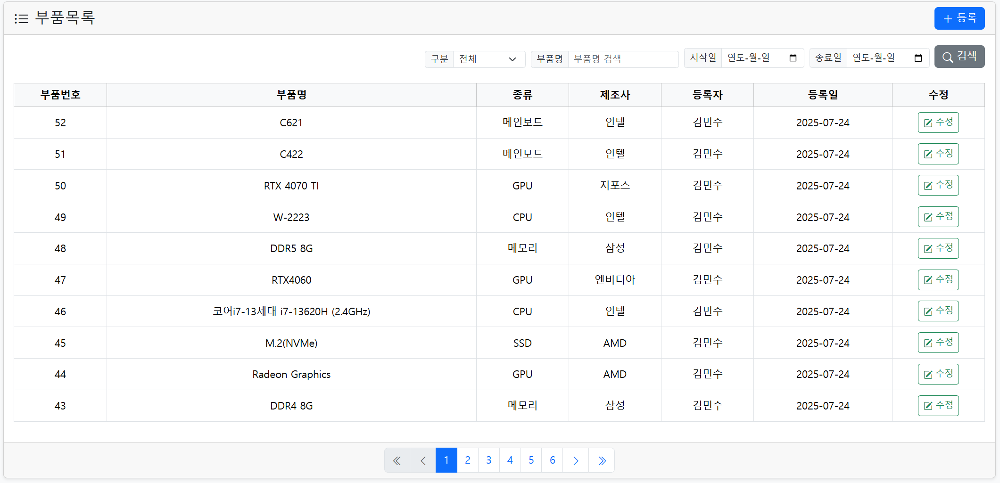 부품목록
+ 등록
구분 전체 부품명 부품명 검색 시작일 연도-월-일 종료일 연도-월-일 검색
부품번호 부품명 종류 제조사 등록자 등록일 수정
52 C621 메인보드 인텔 김민수 2025-07-24 수정
51 C422 메인보드 인텔 김민수 2025-07-24 수정
50 RTX 4070 TI GPU 지포스 김민수 2025-07-24 수정
49 W-2223 CPU 인텔 김민수 2025-07-24 수정
48 DDR5 8G 메모리 삼성 김민수 2025-07-24 수정
47 RTX4060 GPU 엔비디아 김민수 2025-07-24 수정
46 코어i7-13세대 i7-13620H (2.4GHz) CPU 인텔 김민수 2025-07-24 수정
45 M.2(NVMe) SSD AMD 김민수 2025-07-24 수정
44 Radeon Graphics GPU AMD 김민수 2025-07-24 수정
43 DDR4 8G 메모리 삼성 김민수 2025-07-24 수정
« ‹ 1 2 3 4 5 6 › »